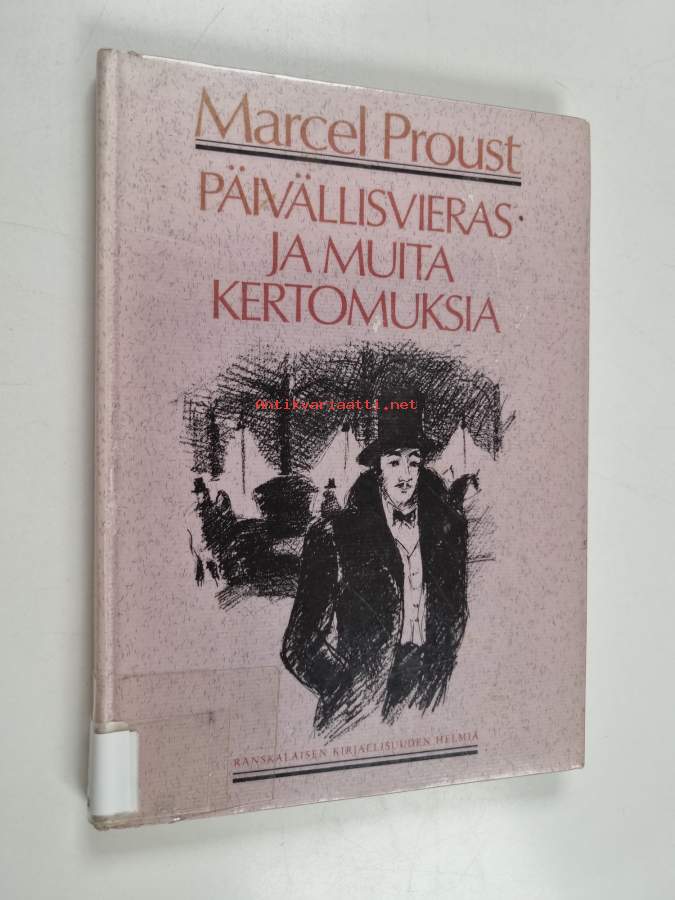 Marcel Proust
PÄIVÄLLISVIERAS
JA MUITA
KERTOMUKSIA
Antikvariaatti.net
RANSKALAISEN KIRJALLISUUDEN HELMIÄ